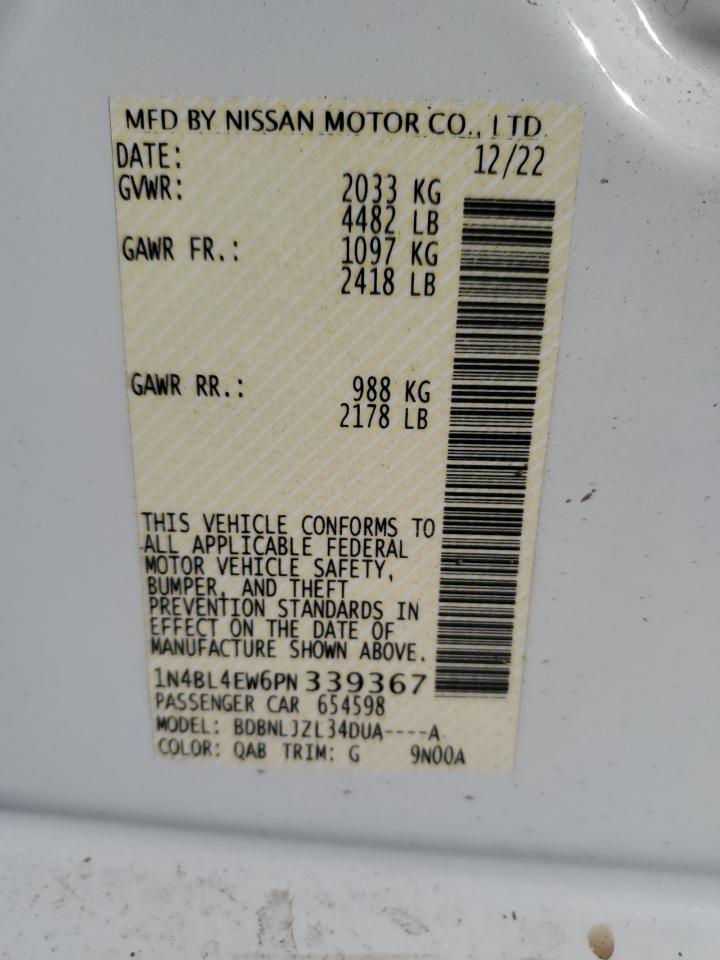 MFD BY NISSAN MOTOR CO., LTD.
DATE: 12/22
GVWR: 2033 KG
4482 LB
GAWR FR.: 1097 KG
2418 LB
GAWR RR.: 988 KG
2178 LB
THIS VEHICLE CONFORMS TO
ALL APPLICABLE FEDERAL
MOTOR VEHICLE SAFETY,
BUMPER, AND THEFT
PREVENTION STANDARDS IN
EFFECT ON THE DATE OF
MANUFACTURE SHOWN ABOVE.
1N4BL4EW6PN339367
PASSENGER CAR 654598
MODEL: BDBNLJZL34DUA----A
COLOR: QAB TRIM: G 9N00A